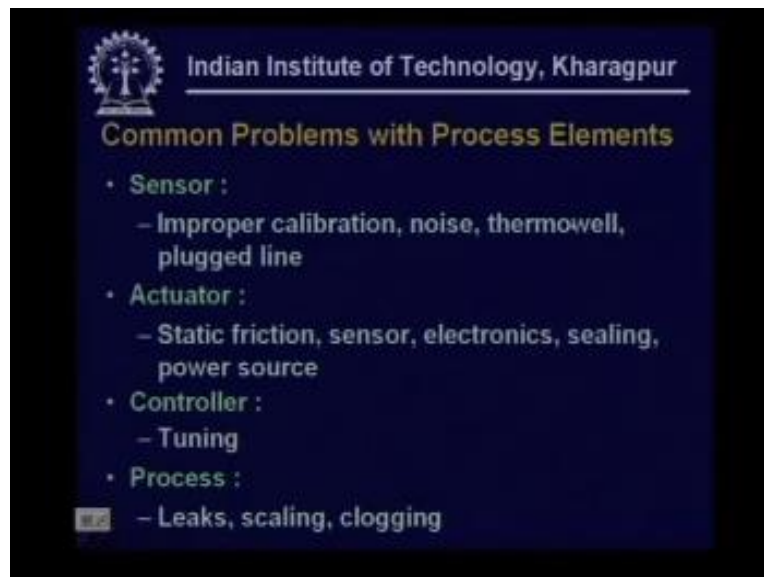 Indian Institute of Technology, Kharagpur
Common Problems with Process Elements
• Sensor :
– Improper calibration, noise, thermowell,
plugged line
• Actuator :
– Static friction, sensor, electronics, sealing,
power source
• Controller :
– Tuning
• Process :
– Leaks, scaling, clogging